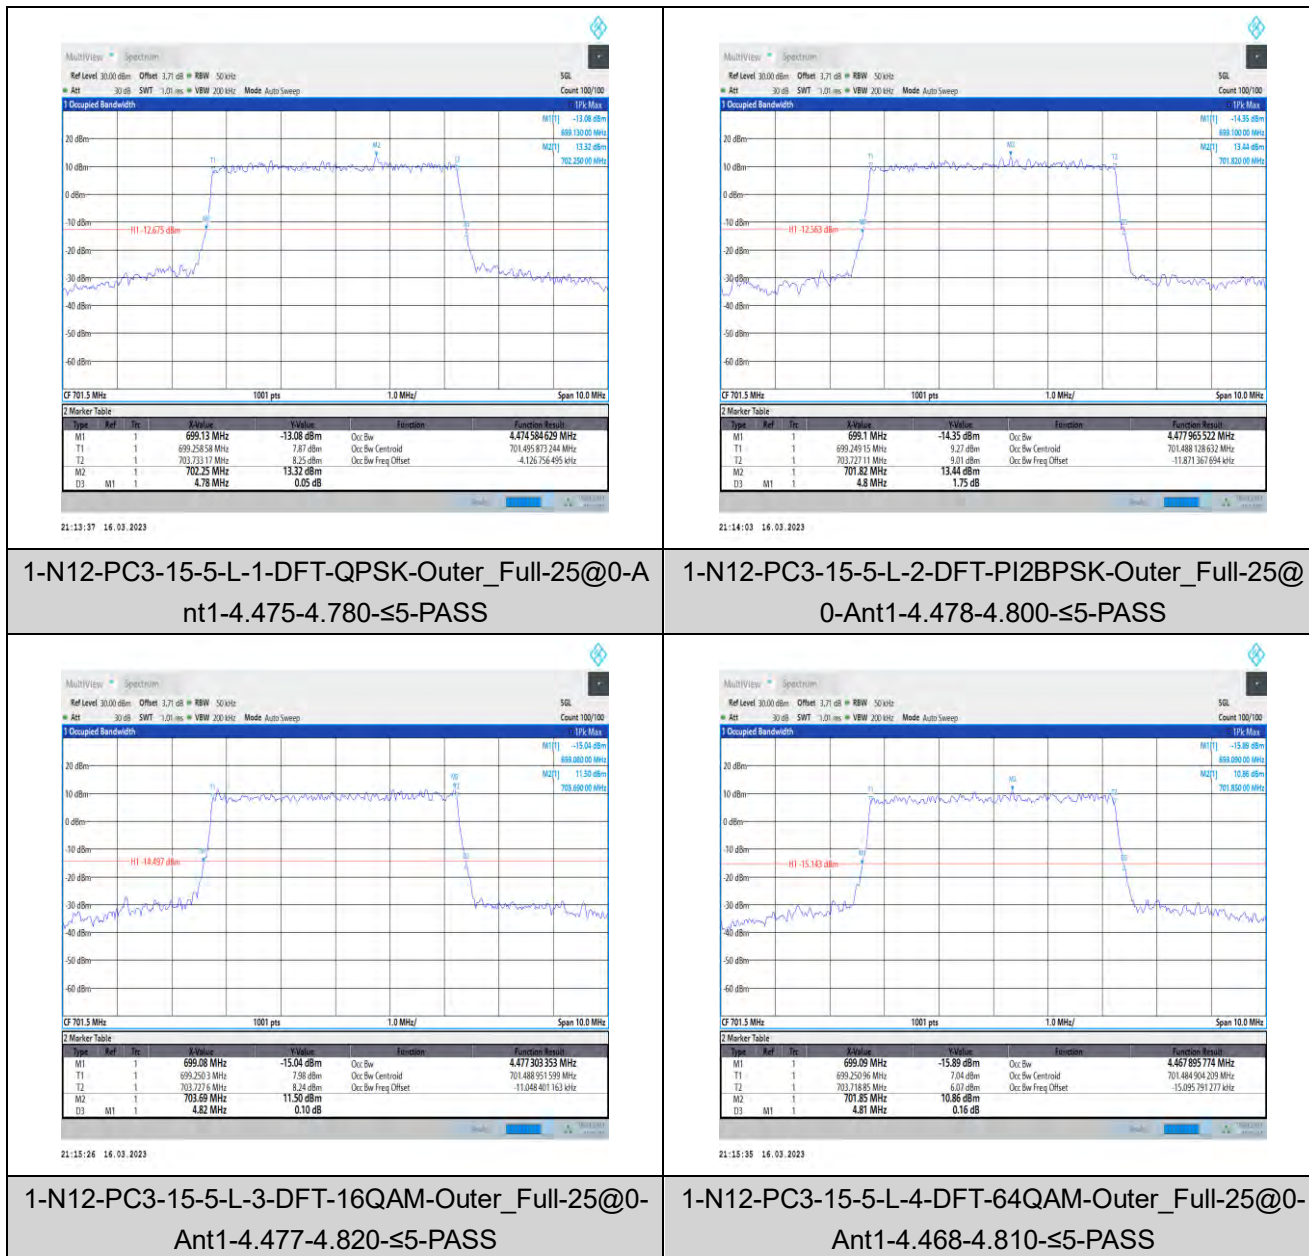 MultiView Spectrum
Ref Level 30.00 dBm Offset 3.71 dB RBW 50 kHz SGL
Att 30 dB SWT 1.01 ms VBW 200 kHz Mode Auto Sweep Count 100/100
1 Occupied Bandwidth 1Pk Max
M1[1] -13.08 dBm
699.130 00 MHz
M2[1] 13.32 dBm
702.250 00 MHz
20 dBm
M2
T1
10 dBm
0 dBm
-10 dBm
H1 -12.675 dBm
-20 dBm
-30 dBm
-40 dBm
-50 dBm
-60 dBm
CF 701.5 MHz 1001 pts 1.0 MHz/ Span 10.0 MHz
2 Marker Table
Type Ref Trc X-Value Y-Value Function Function Result
M1 1 699.13 MHz -13.08 dBm Occ Bw 4.474 584 629 MHz
T1 1 699.258 58 MHz 7.87 dBm Occ Bw Centroid 701.495 873 244 MHz
T2 1 703.733 17 MHz 8.25 dBm Occ Bw Freq Offset -4.126 756 495 kHz
M2 1 702.25 MHz 13.32 dBm
D3 M1 1 4.78 MHz 0.05 dB
21:13:37 16.03.2023
1-N12-PC3-15-5-L-1-DFT-QPSK-Outer_Full-25@0-A
nt1-4.475-4.780-≤5-PASS
MultiView Spectrum
Ref Level 30.00 dBm Offset 3.71 dB RBW 50 kHz SGL
Att 30 dB SWT 1.01 ms VBW 200 kHz Mode Auto Sweep Count 100/100
1 Occupied Bandwidth 1Pk Max
M1[1] -14.35 dBm
699.100 00 MHz
M2[1] 13.44 dBm
701.820 00 MHz
20 dBm
T1
10 dBm
0 dBm
-10 dBm
H1 -12.563 dBm
-20 dBm
-30 dBm
-40 dBm
-50 dBm
-60 dBm
CF 701.5 MHz 1001 pts 1.0 MHz/ Span 10.0 MHz
2 Marker Table
Type Ref Trc X-Value Y-Value Function Function Result
M1 1 699.1 MHz -14.35 dBm Occ Bw 4.477 965 522 MHz
T1 1 699.249 15 MHz 9.27 dBm Occ Bw Centroid 701.488 128 632 MHz
T2 1 703.727 11 MHz 9.01 dBm Occ Bw Freq Offset -11.871 367 694 kHz
M2 1 701.82 MHz 13.44 dBm
D3 M1 1 4.8 MHz 1.75 dB
21:14:03 16.03.2023
1-N12-PC3-15-5-L-2-DFT-PI2BPSK-Outer_Full-25@
0-Ant1-4.478-4.800-≤5-PASS
MultiView Spectrum
Ref Level 30.00 dBm Offset 3.71 dB RBW 50 kHz SGL
Att 30 dB SWT 1.01 ms VBW 200 kHz Mode Auto Sweep Count 100/100
1 Occupied Bandwidth 1Pk Max
M1[1] -15.04 dBm
699.080 00 MHz
M2[1] 11.50 dBm
703.690 00 MHz
20 dBm
10 dBm
0 dBm
-10 dBm
H1 -14.497 dBm
-20 dBm
-30 dBm
-40 dBm
-50 dBm
-60 dBm
CF 701.5 MHz 1001 pts 1.0 MHz/ Span 10.0 MHz
2 Marker Table
Type Ref Trc X-Value Y-Value Function Function Result
M1 1 699.08 MHz -15.04 dBm Occ Bw 4.477 303 353 MHz
T1 1 699.250 3 MHz 7.98 dBm Occ Bw Centroid 701.488 951 599 MHz
T2 1 703.727 6 MHz 8.24 dBm Occ Bw Freq Offset -11.048 401 163 kHz
M2 1 703.69 MHz 11.50 dBm
D3 M1 1 4.82 MHz 0.10 dB
21:15:26 16.03.2023
1-N12-PC3-15-5-L-3-DFT-16QAM-Outer_Full-25@0-
Ant1-4.477-4.820-≤5-PASS
MultiView Spectrum
Ref Level 30.00 dBm Offset 3.71 dB RBW 50 kHz SGL
Att 30 dB SWT 1.01 ms VBW 200 kHz Mode Auto Sweep Count 100/100
1 Occupied Bandwidth 1Pk Max
M1[1] -15.89 dBm
699.090 00 MHz
M2[1] 10.86 dBm
701.850 00 MHz
20 dBm
10 dBm
0 dBm
-10 dBm
H1 -15.143 dBm
-20 dBm
-30 dBm
-40 dBm
-50 dBm
-60 dBm
CF 701.5 MHz 1001 pts 1.0 MHz/ Span 10.0 MHz
2 Marker Table
Type Ref Trc X-Value Y-Value Function Function Result
M1 1 699.09 MHz -15.89 dBm Occ Bw 4.467 895 774 MHz
T1 1 699.250 96 MHz 7.04 dBm Occ Bw Centroid 701.484 904 209 MHz
T2 1 703.718 85 MHz 6.07 dBm Occ Bw Freq Offset -15.095 791 277 kHz
M2 1 701.85 MHz 10.86 dBm
D3 M1 1 4.81 MHz 0.16 dB
21:15:35 16.03.2023
1-N12-PC3-15-5-L-4-DFT-64QAM-Outer_Full-25@0-
Ant1-4.468-4.810-≤5-PASS